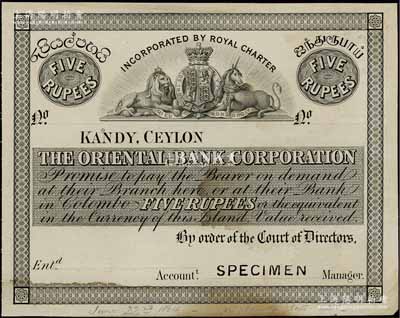 INCORPORATED BY ROYAL CHARTER
ஐந்துரூபாய்
FIVE RUPEES
FIVE RUPEES
No
No
KANDY, CEYLON
THE ORIENTAL BANK CORPORATION
Promise to pay the Bearer on demand
at their Branch here or at their Bank
in Colombo FIVE RUPEES or the equivalent
in the Currency of this Island Value received
By order of the Court of Directors.
Entd
Accountt SPECIMEN Manager.